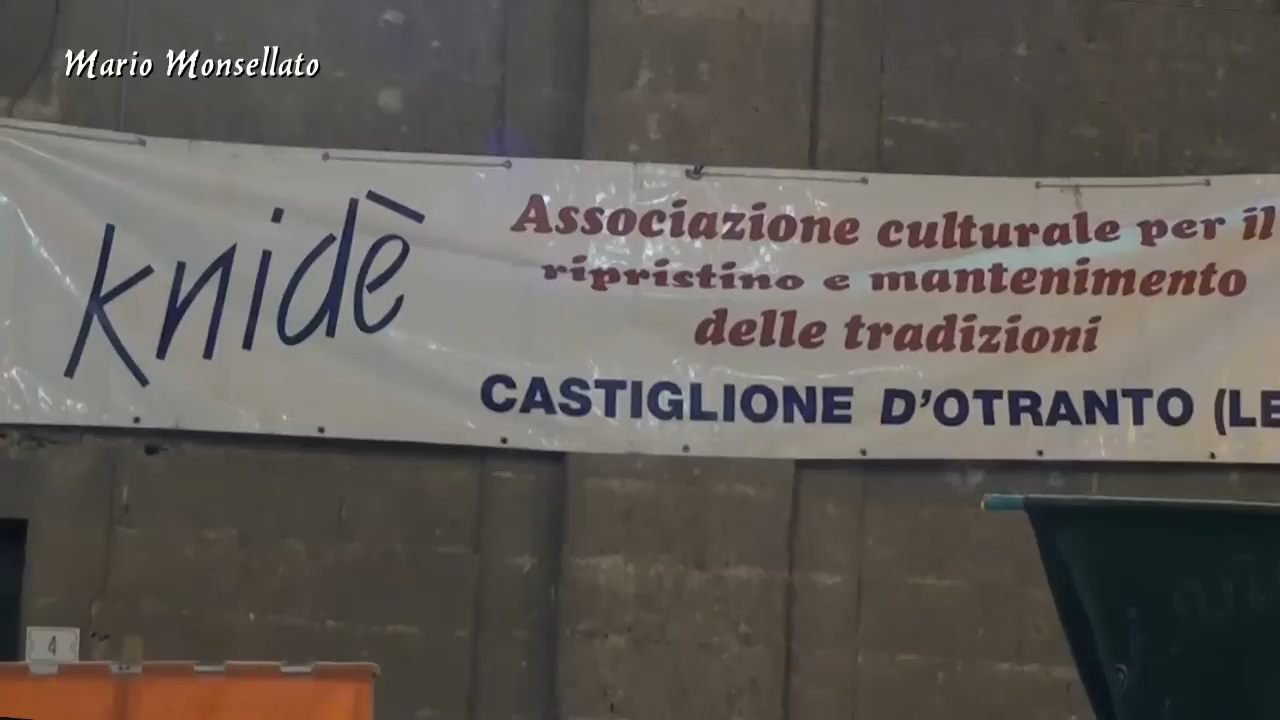 Mario Monsellato
knidè
Associazione culturale per il
ripristino e mantenimento
delle tradizioni
CASTIGLIONE D'OTRANTO (LE
4